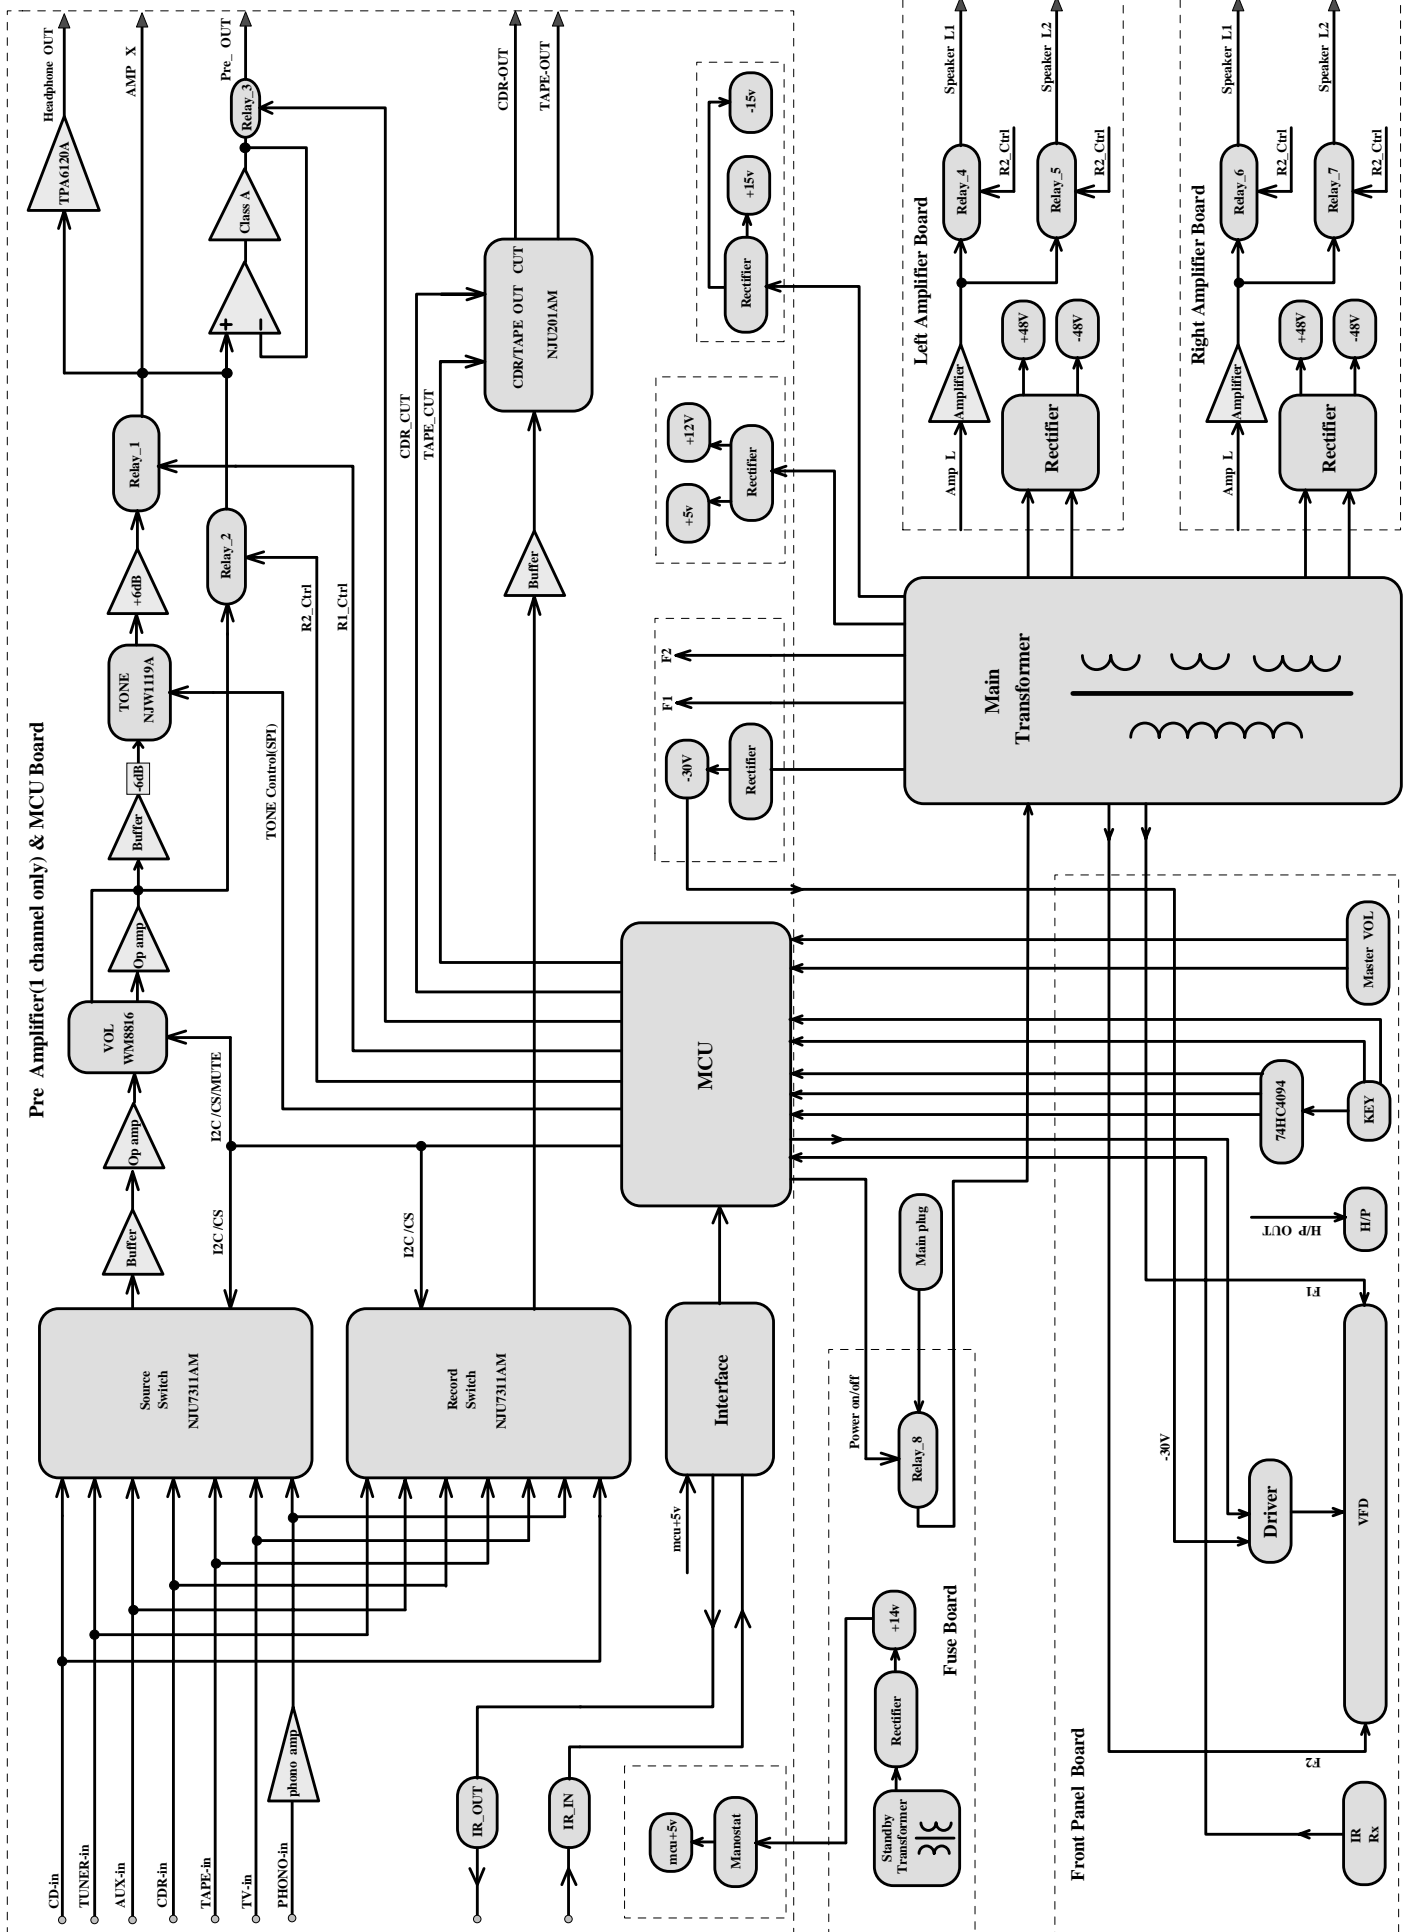 Pre Amplifier(1 channel only) & MCU Board
CD-in
TUNER-in
AUX-in
CDR-in
TAPE-in
TV-in
PHONO-in
phono amp
Source
Switch
NJU7311AM
Record
Switch
NJU7311AM
Buffer
Op amp
VOL
WM8816
Op amp
Buffer
-6dB
TONE
NJW1119A
+6dB
Relay_1
Relay_2
I2C /CS
I2C /CS/MUTE
I2C /CS
TONE Control(SPI)
R2_Ctrl
R1_Ctrl
CDR_CUT
TAPE_CUT
TPA6120A
Headphone OUT
AMP X
+
−
Class A
Relay_3
Pre_ OUT
Buffer
CDR/TAPE OUT CUT
NJU201AM
CDR-OUT
TAPE-OUT
MCU
Interface
mcu+5v
IR_OUT
IR_IN
mcu+5v
Manostat
-30V
Rectifier
F1
F2
+5v
+12V
Rectifier
Rectifier
+15v
-15v
Main
Transformer
Left Amplifier Board
Amp L
Amplifier
Rectifier
+48V
-48V
Relay_4
Relay_5
R2_Ctrl
R2_Ctrl
Speaker L1
Speaker L2
Right Amplifier Board
Amp L
Amplifier
Rectifier
+48V
-48V
Relay_6
Relay_7
R2_Ctrl
R2_Ctrl
Speaker L1
Speaker L2
Fuse Board
Standby
Transformer
Rectifier
+14v
Power on/off
Relay_8
Main plug
Front Panel Board
IR
Rx
F2
F1
VFD
Driver
-30V
H/P OUT
H/P
KEY
74HC4094
Master VOL